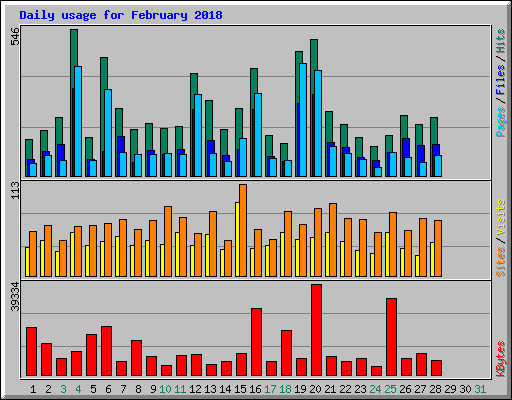 Daily usage for February 2018
546
Pages / Files / Hits
113
Sites / Visits
39334
KBytes
1 2 3 4 5 6 7 8 9 10 11 12 13 14 15 16 17 18 19 20 21 22 23 24 25 26 27 28 29 30 31